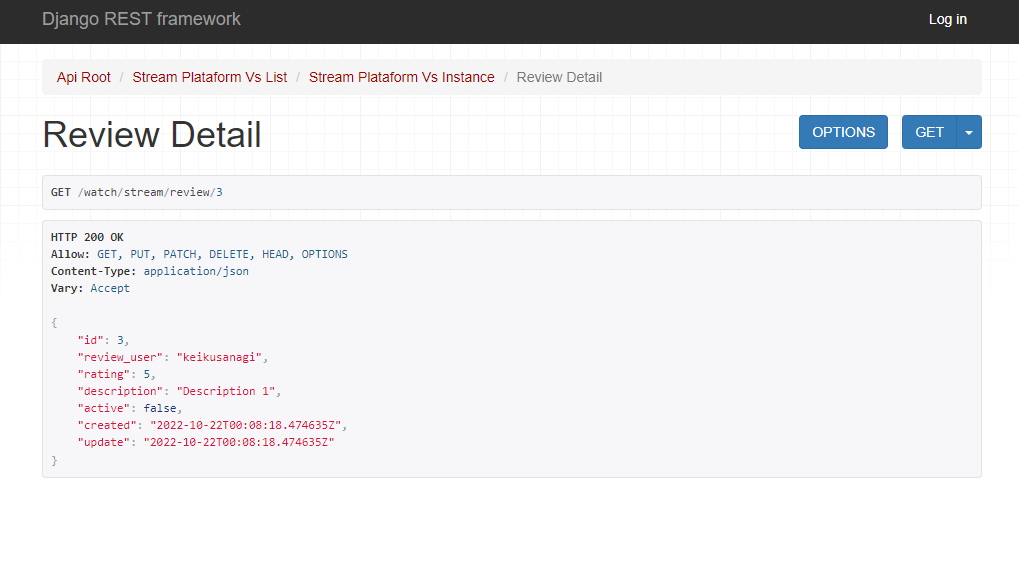 Django REST framework Log in
Api Root / Stream Plataform Vs List / Stream Plataform Vs Instance / Review Detail
Review Detail OPTIONS GET
GET /watch/stream/review/3
HTTP 200 OK
Allow: GET, PUT, PATCH, DELETE, HEAD, OPTIONS
Content-Type: application/json
Vary: Accept
{
    "id": 3,
    "review_user": "keikusanagi",
    "rating": 5,
    "description": "Description 1",
    "active": false,
    "created": "2022-10-22T00:08:18.474635Z",
    "update": "2022-10-22T00:08:18.474635Z"
}